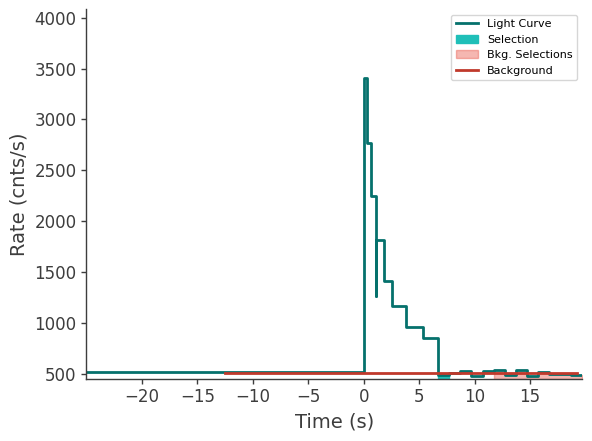 4000
3500
3000
2500
2000
1500
1000
500
Rate (cnts/s)
Light Curve
Selection
Bkg. Selections
Background
−20
−15
−10
−5
0
5
10
15
Time (s)